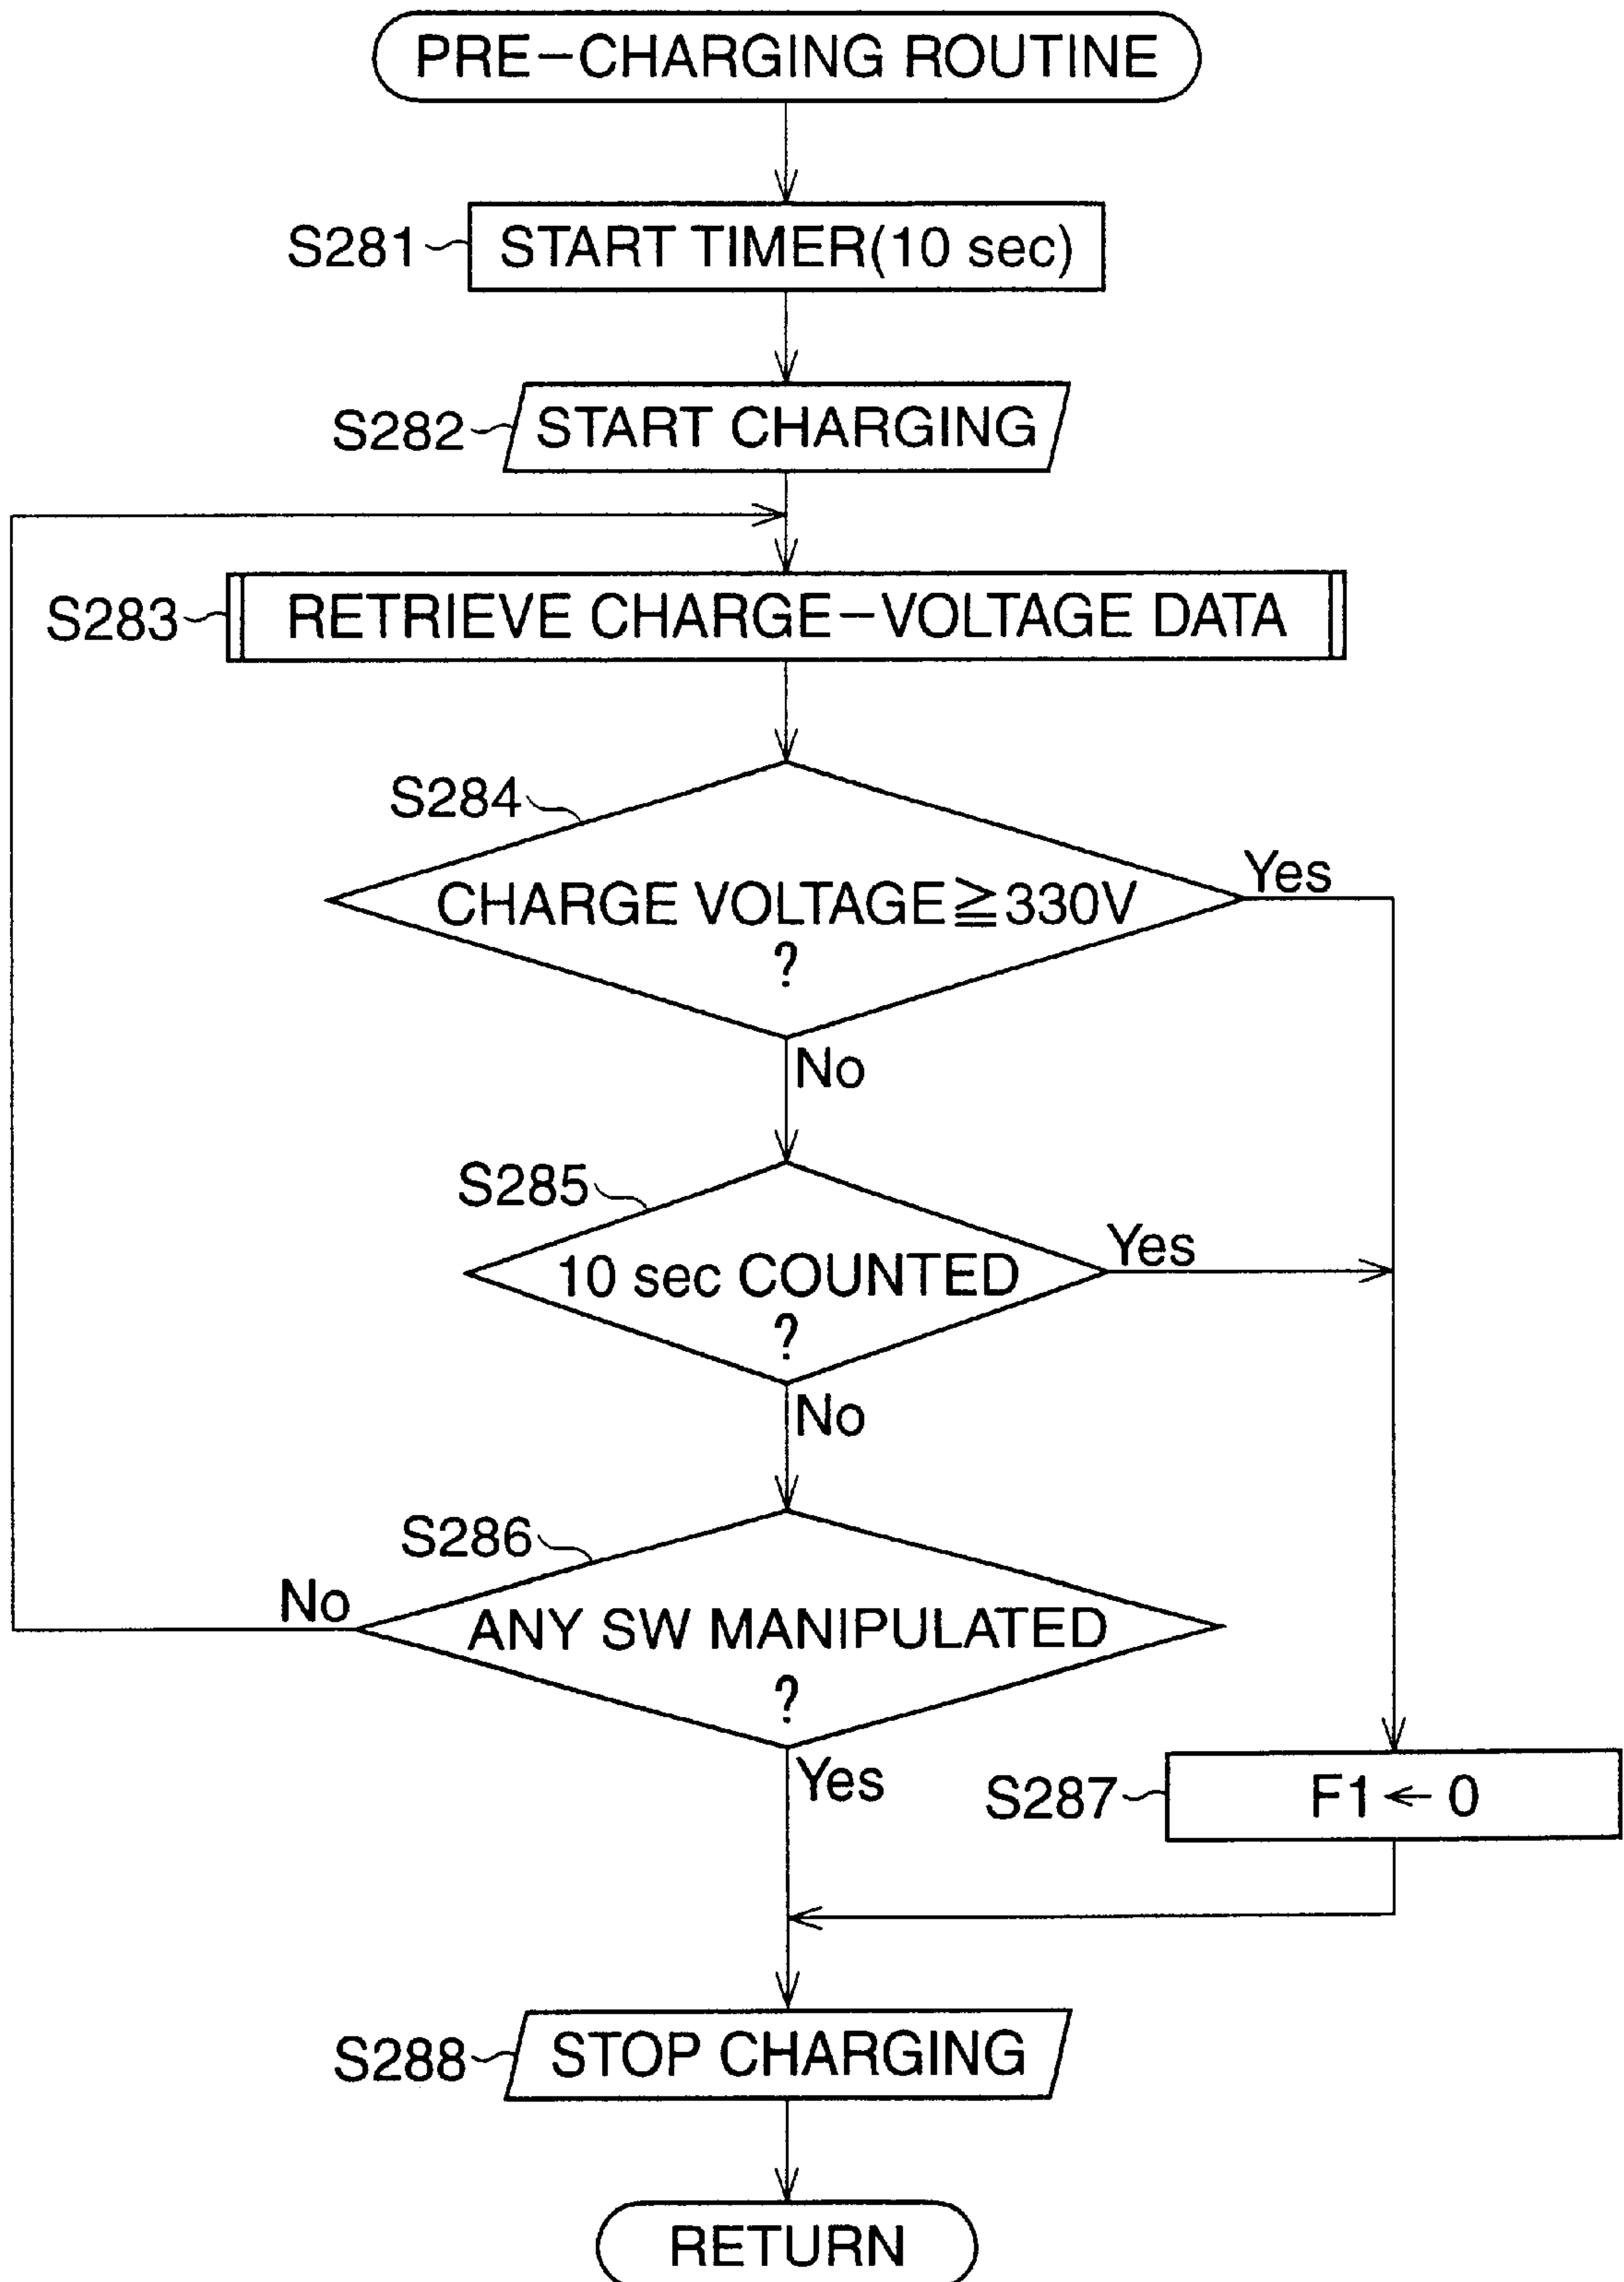 PRE-CHARGING ROUTINE
S281
START TIMER(10 sec)
S282
START CHARGING
S283
RETRIEVE CHARGE-VOLTAGE DATA
S284
CHARGE VOLTAGE≧330V
?
Yes
No
S285
10 sec COUNTED
?
Yes
No
S286
ANY SW MANIPULATED
?
No
Yes
S287
F1←0
S288
STOP CHARGING
RETURN